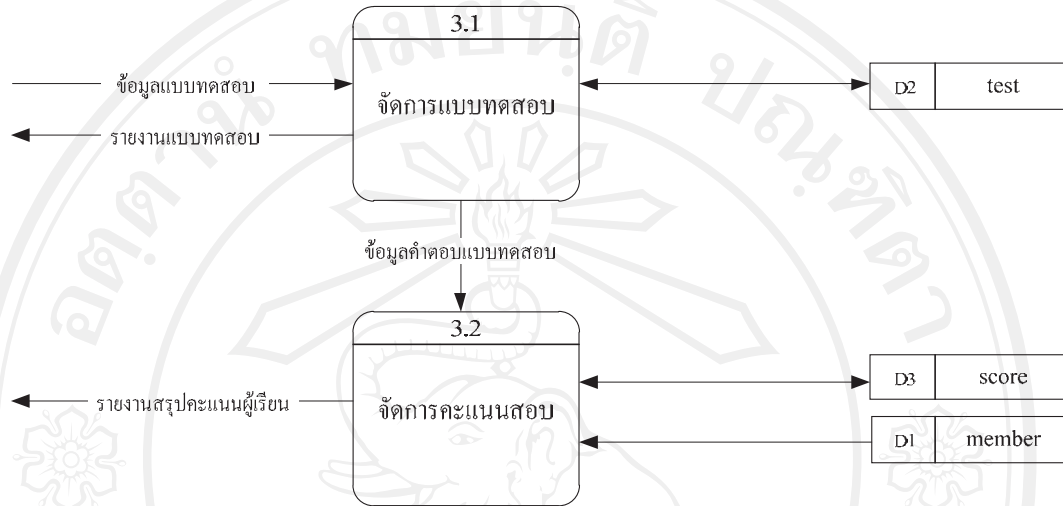 3.1
ข้อมูลแบบทดสอบ
จัดการแบบทดสอบ
D2 test
รายงานแบบทดสอบ
ข้อมูลคำตอบแบบทดสอบ
3.2
D3 score
รายงานสรุปคะแนนผู้เรียน
จัดการคะแนนสอบ
D1 member